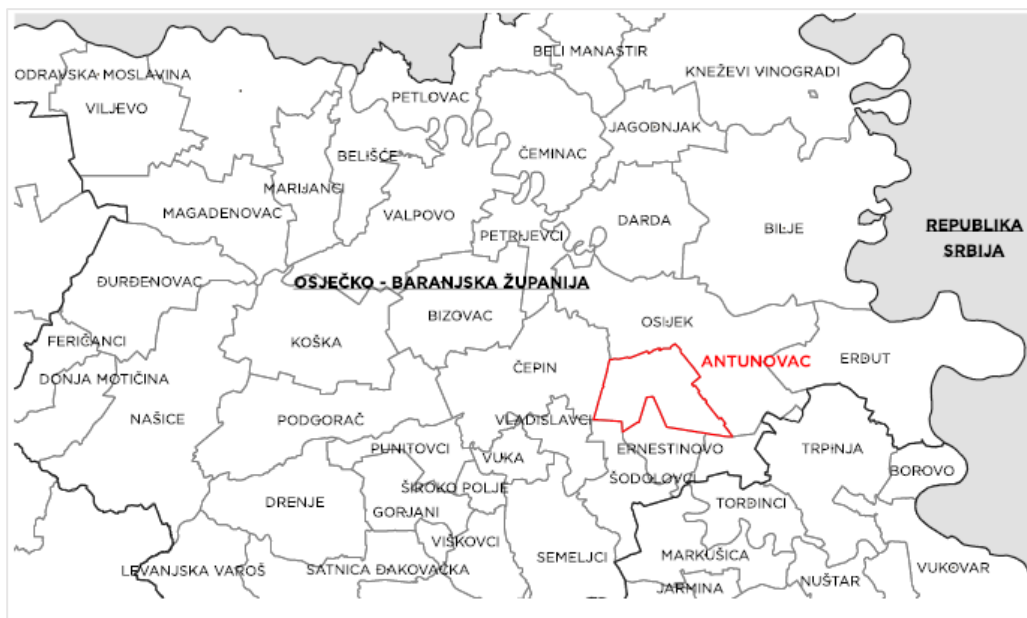 BELI MANASTIR
ODRAVSKA MOSLAVINA
KNEŽEVI VINOGRADI
PETLOVAC
VILJEVO
JAGODNJAK
BELIŠĆE
ČEMINAC
MARIJANCI
MAGADENOVAC
VALPOVO
DARDA
PETRIJEVCI
BILJE
REPUBLIKA
SRBIJA
ĐURĐENOVAC
OSJEČKO - BARANJSKA ŽUPANIJA
BIZOVAC
OSIJEK
FERIČANCI
KOŠKA
ANTUNOVAC
ERDUT
ČEPIN
DONJA MOTIČINA
NAŠICE
PODGORAČ
VLADISLAVCI
PUNITOVCI
ERNESTINOVO
TRPINJA
VUKA
BOROVO
ŠODOLOVCI
ŠIROKO POLJE
DRENJE
TORĐINCI
GORJANI
VIŠKOVCI
SEMELJCI
MARKUŠICA
LEVANJSKA VAROŠ
SATNICA ĐAKOVAČKA
VUKOVAR
NUŠTAR
JARMINA